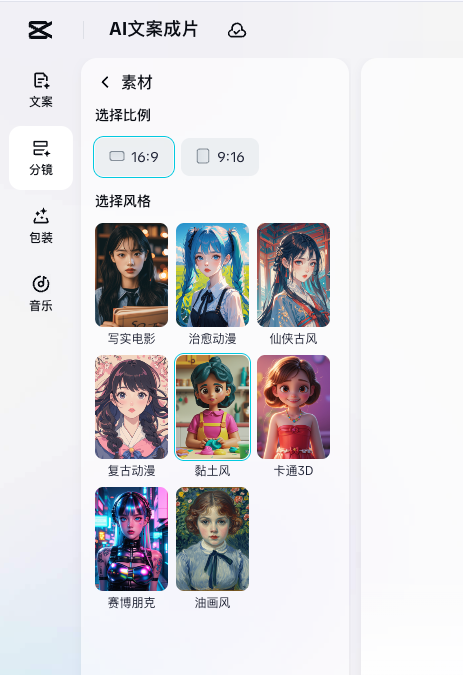 AI文案成片
文案
分镜
包装
音乐
素材
选择比例
16:9
9:16
选择风格
写实电影
治愈动漫
仙侠古风
复古动漫
黏土风
卡通3D
赛博朋克
油画风